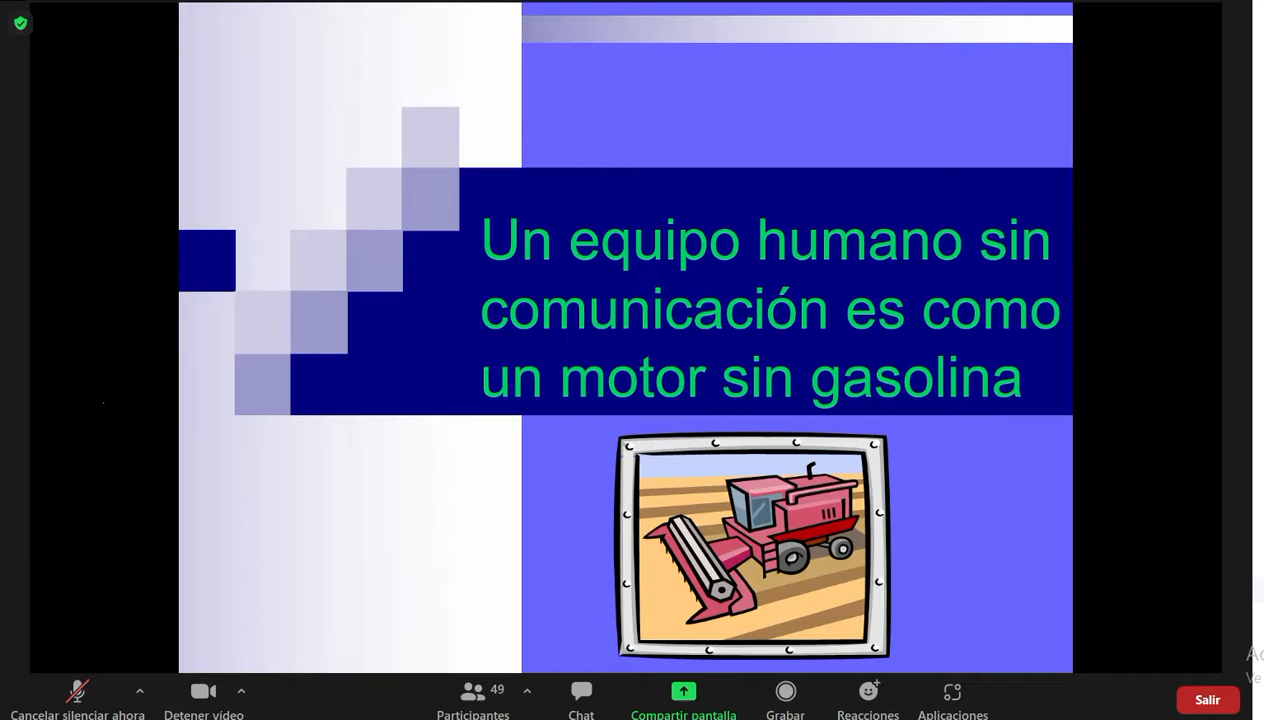 Un equipo humano sin
comunicación es como
un motor sin gasolina
49
Cancelar silenciar ahora
Detener vídeo
Participantes
Chat
Compartir pantalla
Grabar
Reacciones
Aplicaciones
Salir